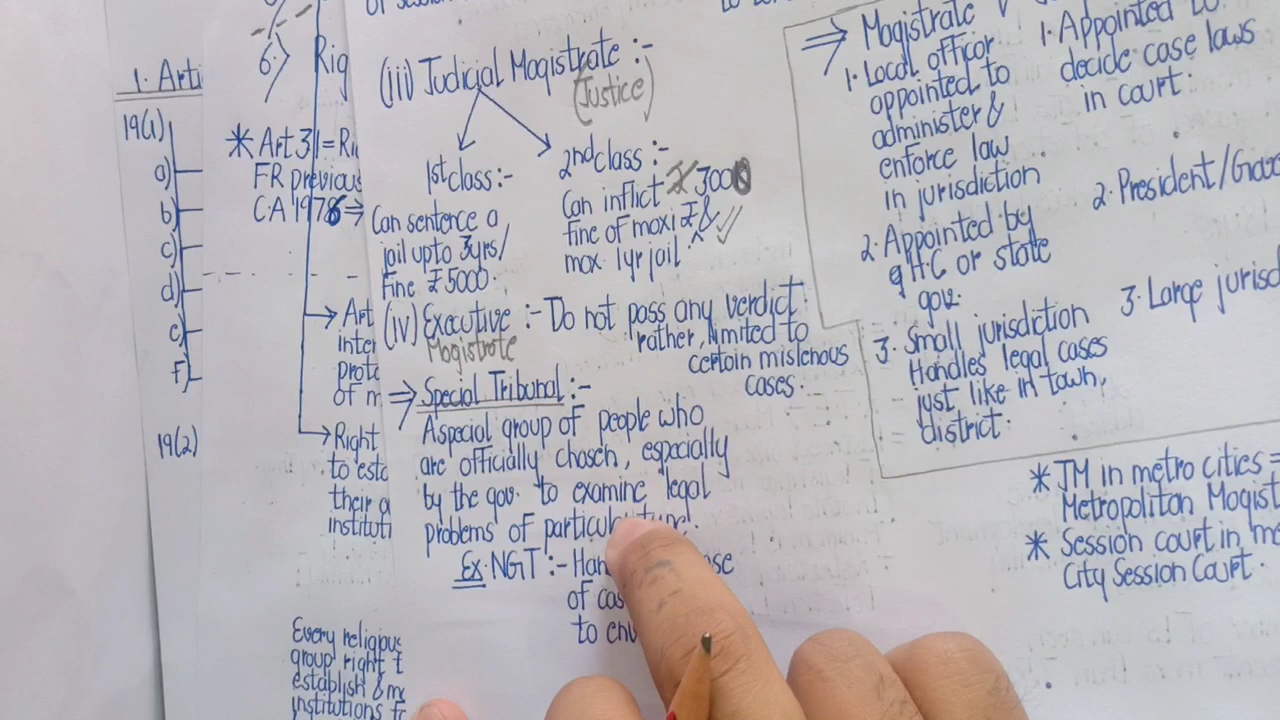 1. Arti
19(1)
a)
b)
c)
d)
e)
F)
19(2)
6.) Rig
* Art 31 = Ri
FR previous
CA 1978 ⇒
→ Art
inter
prote
of m
→ Right
to esta
their o
instituti
Every religious
group right t
establish &
institutions f
(iii) Judicial Magistrate :-
(Justice)
1st class :-
Can sentence a
jail upto 3yrs/
Fine ₹ 5000.
2nd class :-
Can inflict 3000
fine of maxi ₹ &
max 1yr jail
(iv) Executive :- Do not pass any verdict
Magistrate
rather, limited to
certain mislenous
cases.
⇒ Special Tribunal :-
A special group of people who
are officially chosen, especially
by the gov. to examine legal
problems of particul
Ex. NGT :- Han
of cas
to env
⇒ Magistrate
1. Local officer
appointed to
administer &
enforce law
in jurisdiction
2. Appointed by
H.C or state
gov.
3. Small jurisdiction
Handles legal cases
just like in town,
district.
1. Appointed to
decide case laws
in court.
2. President/Gov
3. Large jurisd
* JM in metro cities =
Metropolitan Magist
* Session court in me
City Session Court.